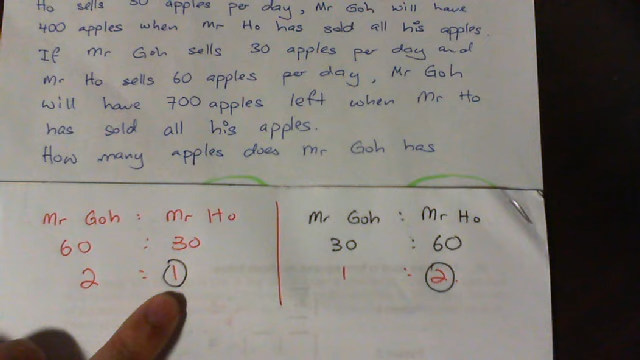 Ho sells 30 apples per day, Mr Goh will have
400 apples when Mr Ho has sold all his apples.
If Mr Goh sells 30 apples per day and
Mr Ho sells 60 apples per day, Mr Goh
will have 700 apples left when Mr Ho
has sold all his apples.
How many apples does Mr Goh has
Mr Goh : Mr Ho
60 : 30
2 : 1
Mr Goh : Mr Ho
30 : 60
1 : 2